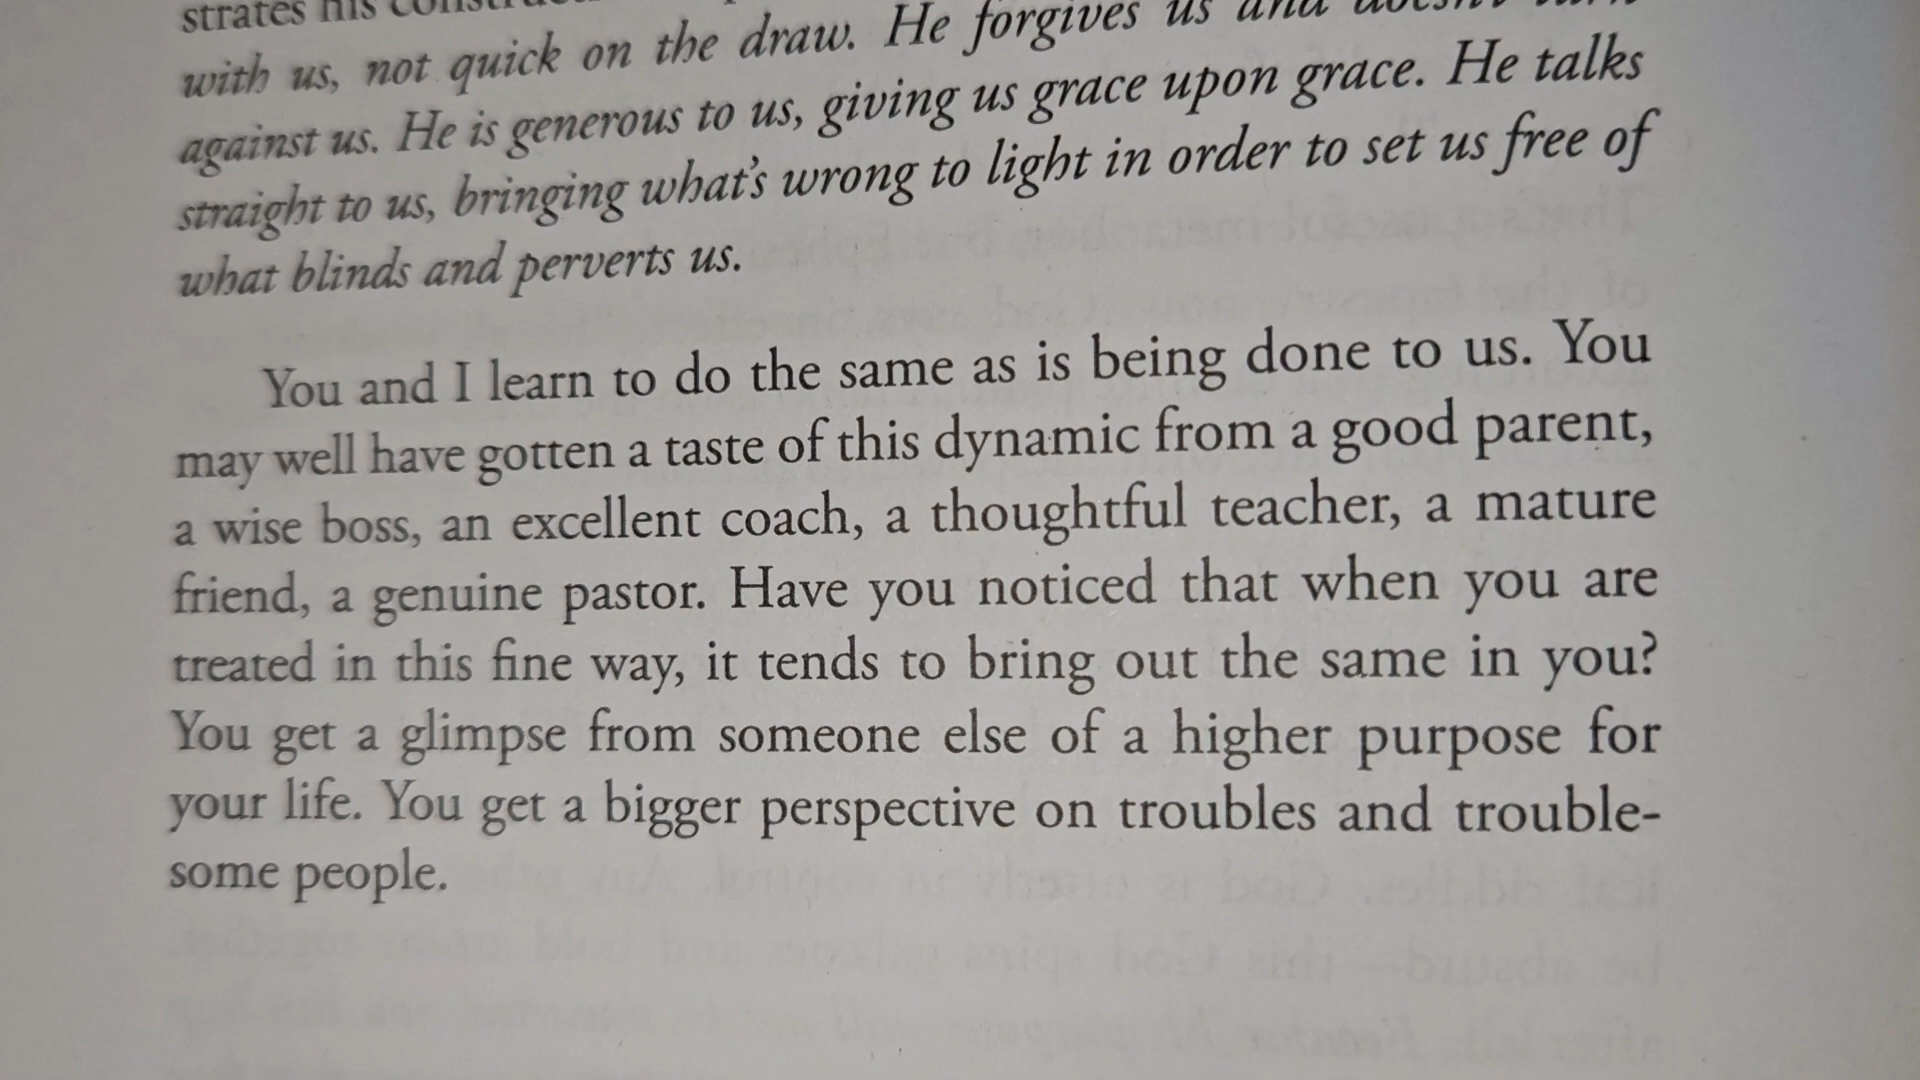 strates his
with us, not quick on the draw. He forgives us and doesn't turn
against us. He is generous to us, giving us grace upon grace. He talks
straight to us, bringing what's wrong to light in order to set us free of
what blinds and perverts us.
You and I learn to do the same as is being done to us. You
may well have gotten a taste of this dynamic from a good parent,
a wise boss, an excellent coach, a thoughtful teacher, a mature
friend, a genuine pastor. Have you noticed that when you are
treated in this fine way, it tends to bring out the same in you?
You get a glimpse from someone else of a higher purpose for
your life. You get a bigger perspective on troubles and trouble-
some people.